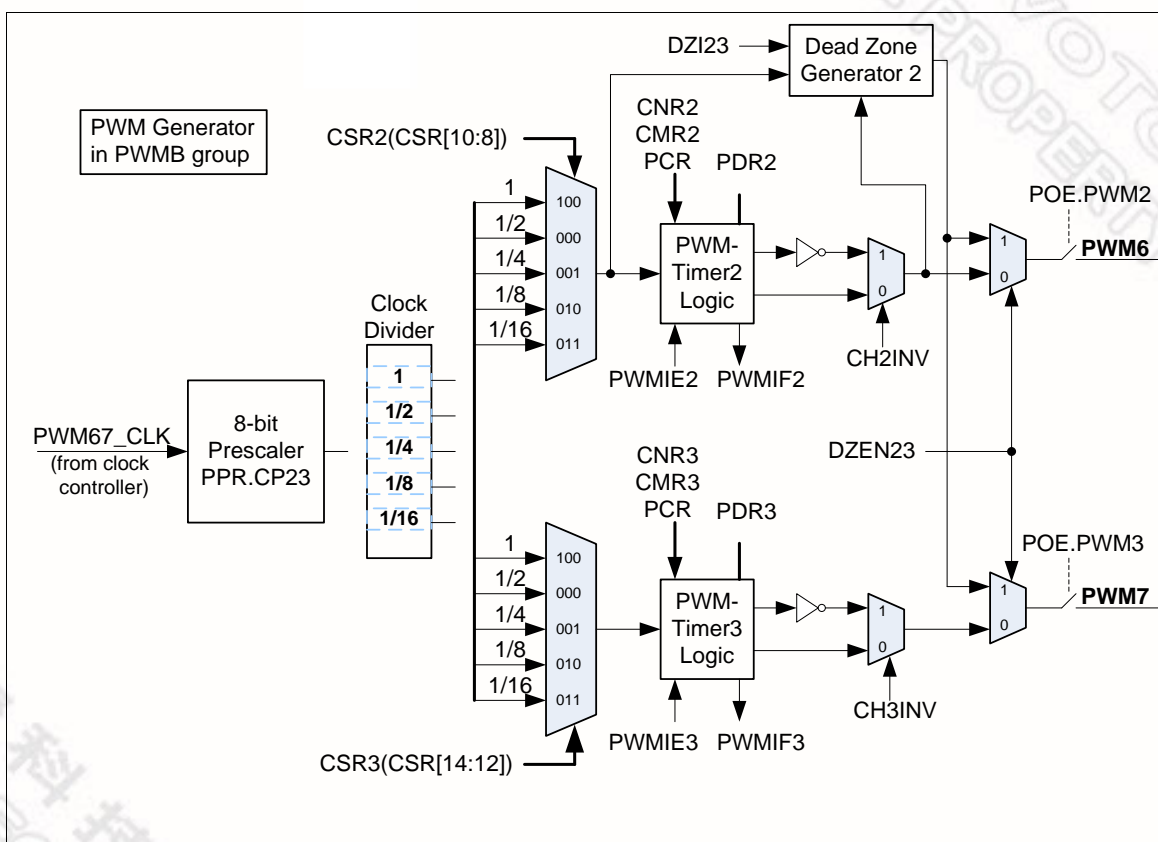 DZI23
Dead Zone
Generator 2
PWM Generator
in PWMB group
CSR2(CSR[10:8])
CNR2
CMR2
PCR
PDR2
POE.PWM2
1
1/2
1/4
1/8
1/16
100
000
001
010
011
PWM-
Timer2
Logic
1
0
1
0
PWM6
CH2INV
PWMIE2
PWMIF2
Clock
Divider
1
1/2
1/4
1/8
1/16
PWM67_CLK
(from clock
controller)
8-bit
Prescaler
PPR.CP23
DZEN23
CNR3
CMR3
PCR
PDR3
POE.PWM3
1
1/2
1/4
1/8
1/16
100
000
001
010
011
PWM-
Timer3
Logic
1
0
1
0
PWM7
CH3INV
PWMIE3
PWMIF3
CSR3(CSR[14:12])
科